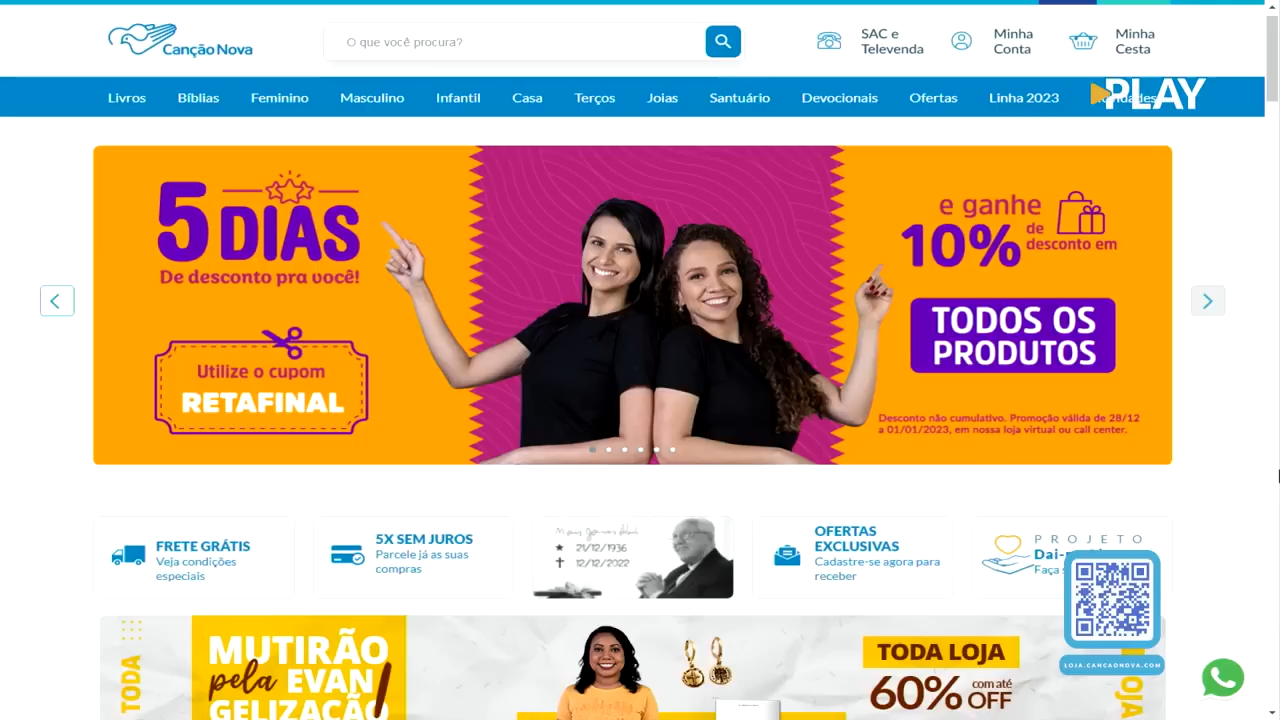 Canção Nova
O que você procura?
SAC e
Televenda
Minha
Conta
Minha
Cesta
Livros
Bíblias
Feminino
Masculino
Infantil
Casa
Terços
Joias
Santuário
Devocionais
Ofertas
Linha 2023
PLAY
5 DIAS
De desconto pra você!
Utilize o cupom
RETAFINAL
e ganhe
10% de
desconto em
TODOS OS
PRODUTOS
Desconto não cumulativo. Promoção válida de 28/12
a 01/01/2023, em nossa loja virtual ou call center.
FRETE GRÁTIS
Veja condições
especiais
5X SEM JUROS
Parcele já as suas
compras
21/12/1936
12/12/2022
OFERTAS
EXCLUSIVAS
Cadastre-se agora para
receber
PROJETO
Faça
LOJA.CANCAONOVA.COM
TODA
MUTIRÃO
pela EVAN
GELIZAÇÃO!
TODA LOJA
60% com até
OFF
LOJA